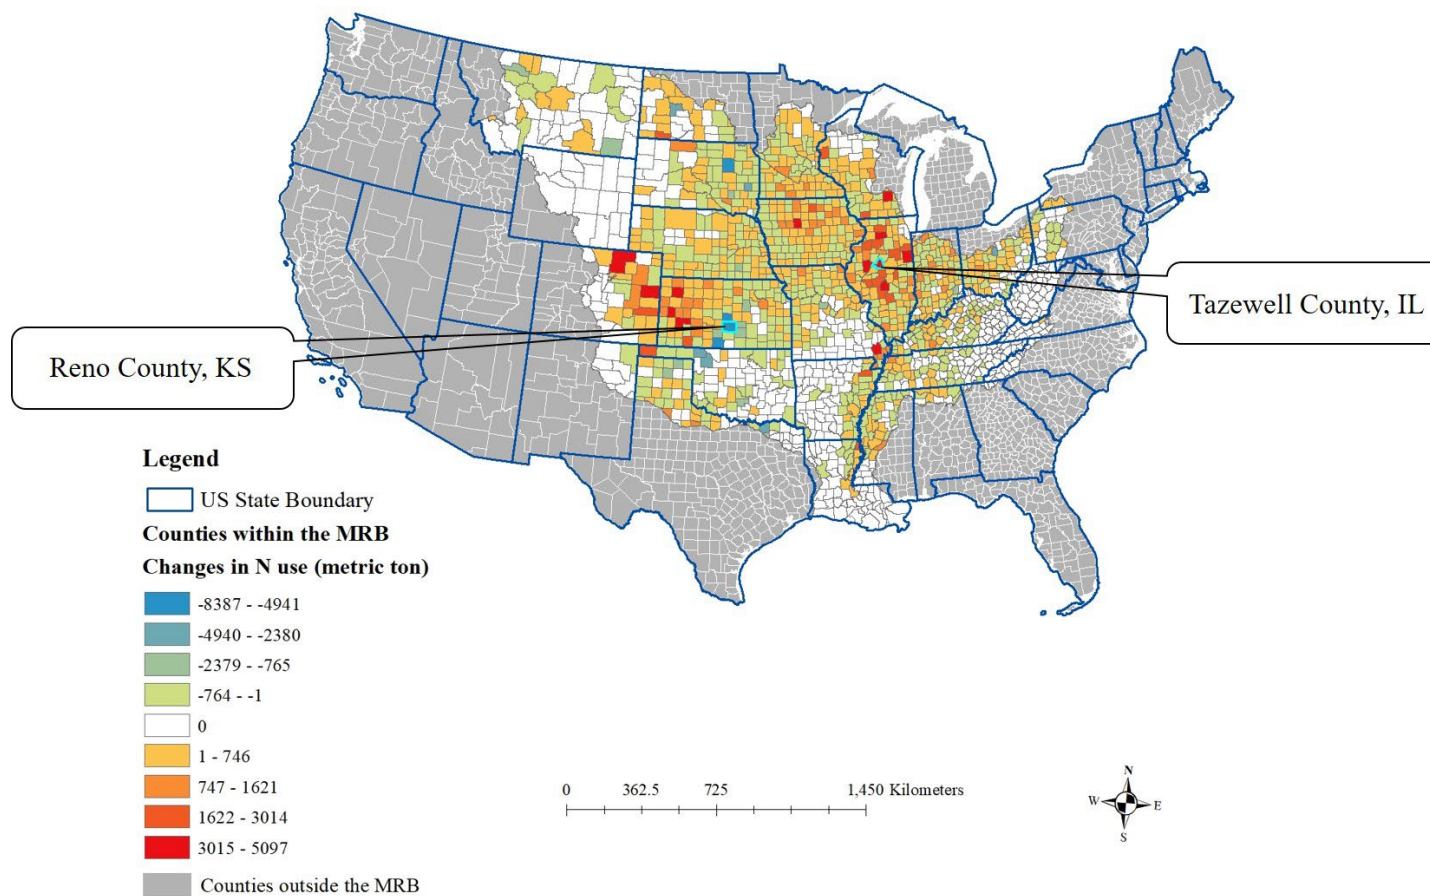 Tazewell County, IL
Reno County, KS
Legend
US State Boundary
Counties within the MRB
Changes in N use (metric ton)
-8387 - -4941
-4940 - -2380
-2379 - -765
-764 - -1
0
1 - 746
747 - 1621
1622 - 3014
3015 - 5097
Counties outside the MRB
0 362.5 725 1,450 Kilometers
N
W E
S